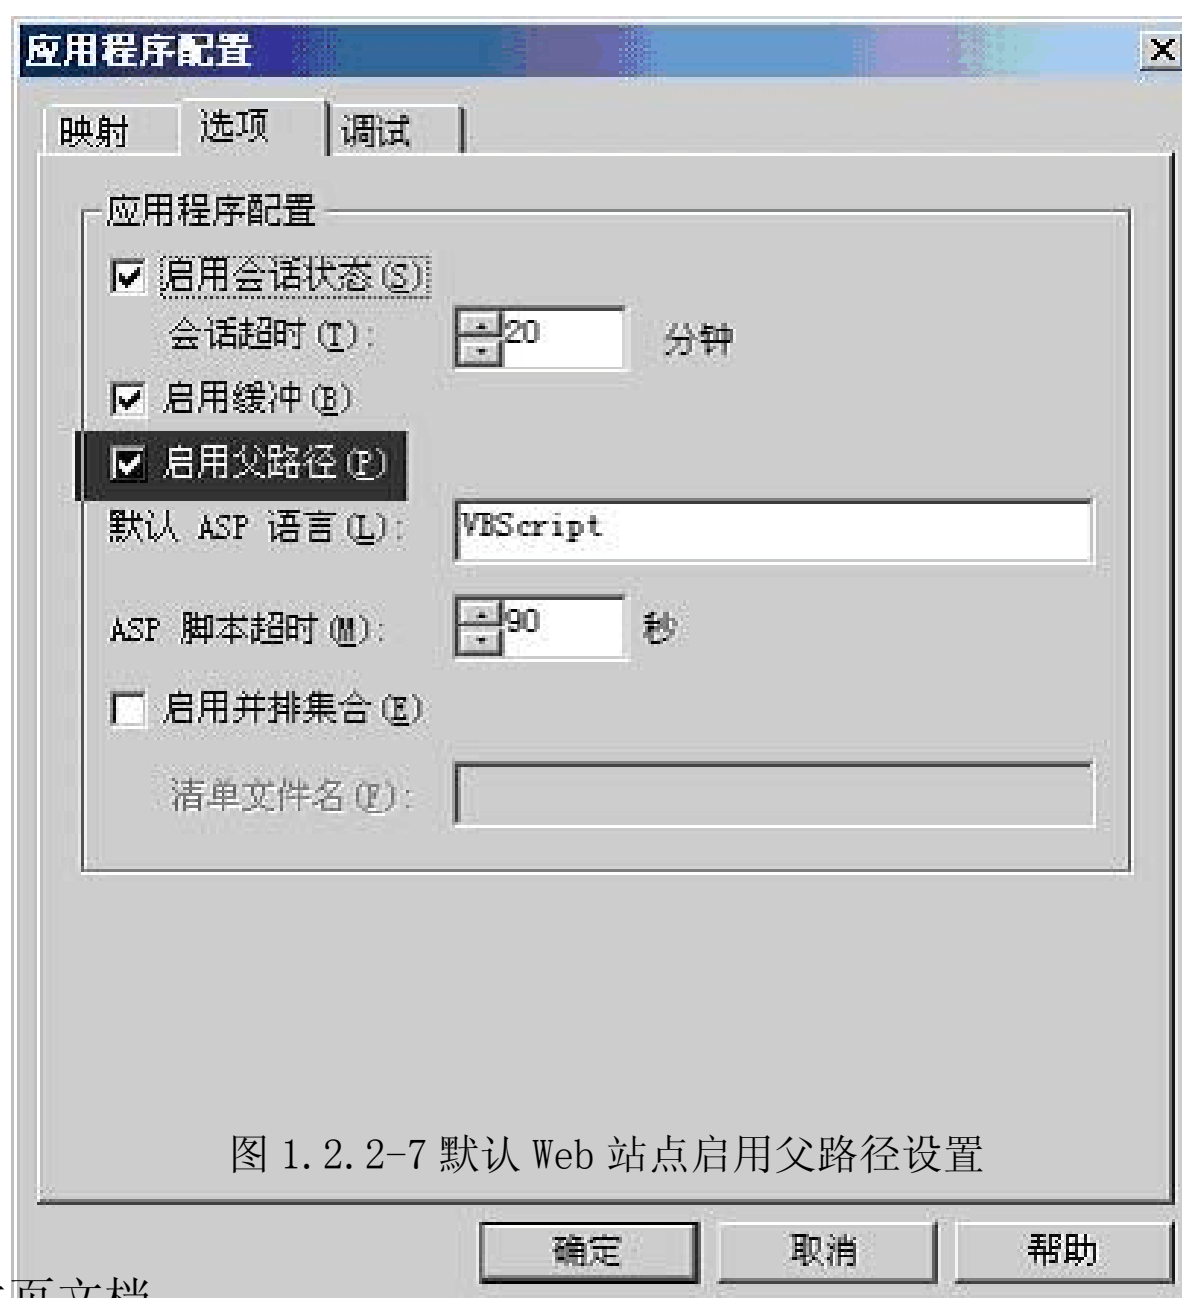 应用程序配置
映射 选项 调试
应用程序配置
启用会话状态(S)
会话超时(T): 20 分钟
启用缓冲(B)
启用父路径(P)
默认 ASP 语言(L): VBScript
ASP 脚本超时(M): 90 秒
启用并排集合(E)
清单文件名(F):
图 1.2.2-7 默认 Web 站点启用父路径设置
确定 取消 帮助
页文档